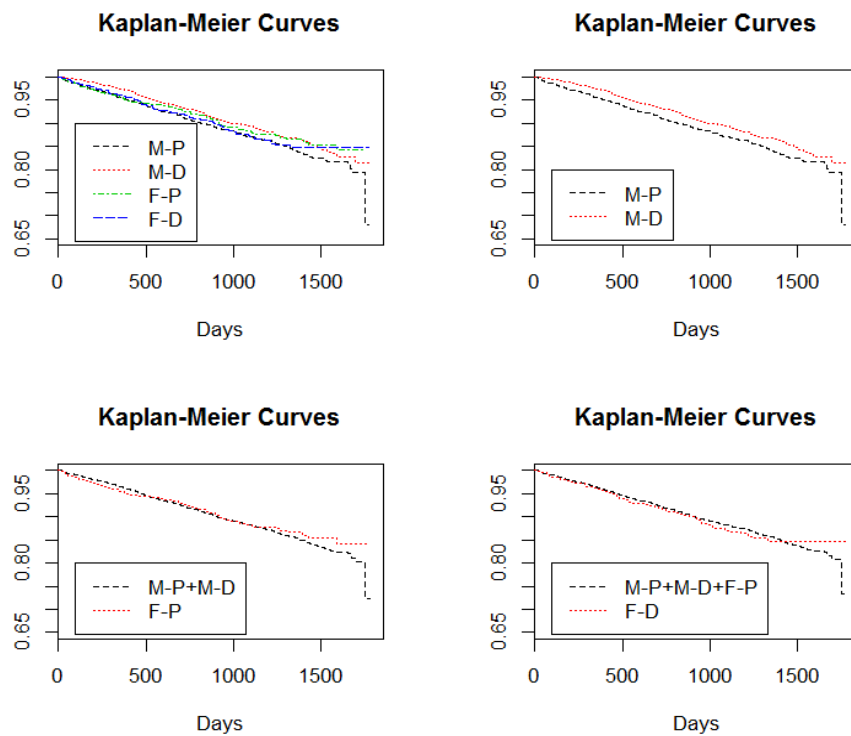 Kaplan-Meier Curves
0.95
0.80
0.65
M-P
M-D
F-P
F-D
0 500 1000 1500
Days
Kaplan-Meier Curves
0.95
0.80
0.65
M-P
M-D
0 500 1000 1500
Days
Kaplan-Meier Curves
0.95
0.80
0.65
M-P+M-D
F-P
0 500 1000 1500
Days
Kaplan-Meier Curves
0.95
0.80
0.65
M-P+M-D+F-P
F-D
0 500 1000 1500
Days